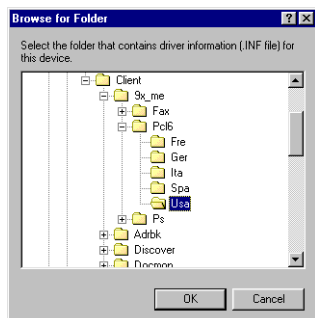 Browse for Folder
Select the folder that contains driver information (.INF file) for
this device.
Client
9x_me
Fax
Pcl6
Fre
Ger
Ita
Spa
Usa
Ps
Adrbk
Discover
Docmon
OK Cancel